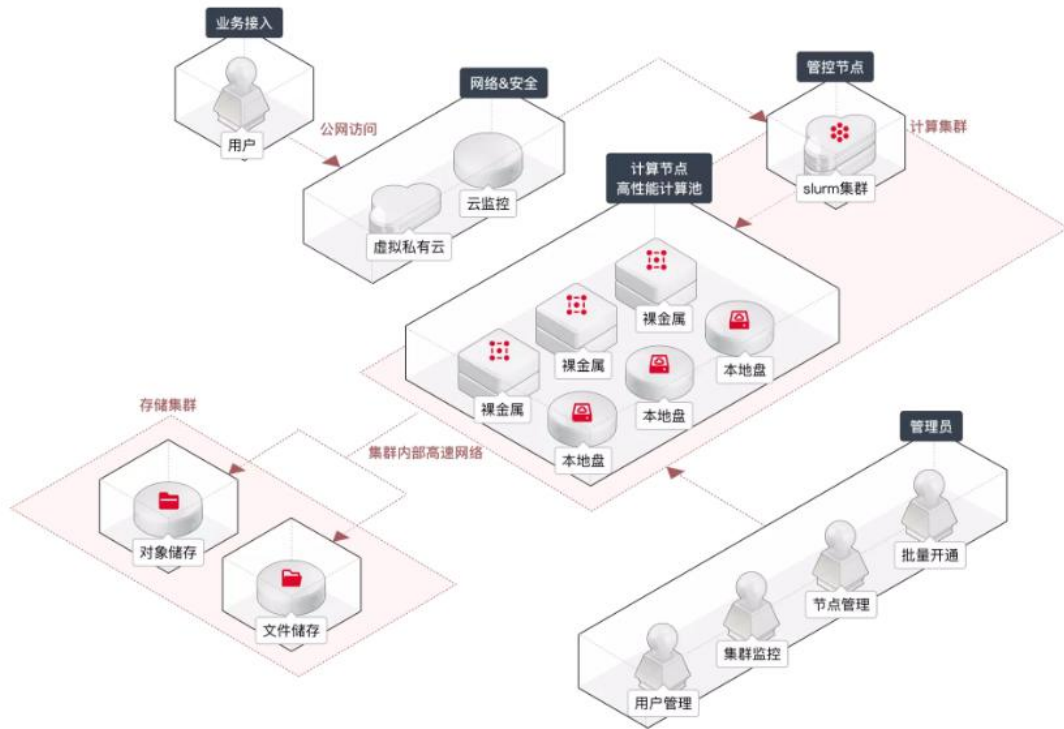 业务接入
用户
公网访问
网络&安全
云监控
虚拟私有云
管控节点
slurm集群
计算集群
计算节点
高性能计算池
裸金属
裸金属
裸金属
本地盘
本地盘
本地盘
存储集群
集群内部高速网络
对象储存
文件储存
管理员
批量开通
节点管理
集群监控
用户管理